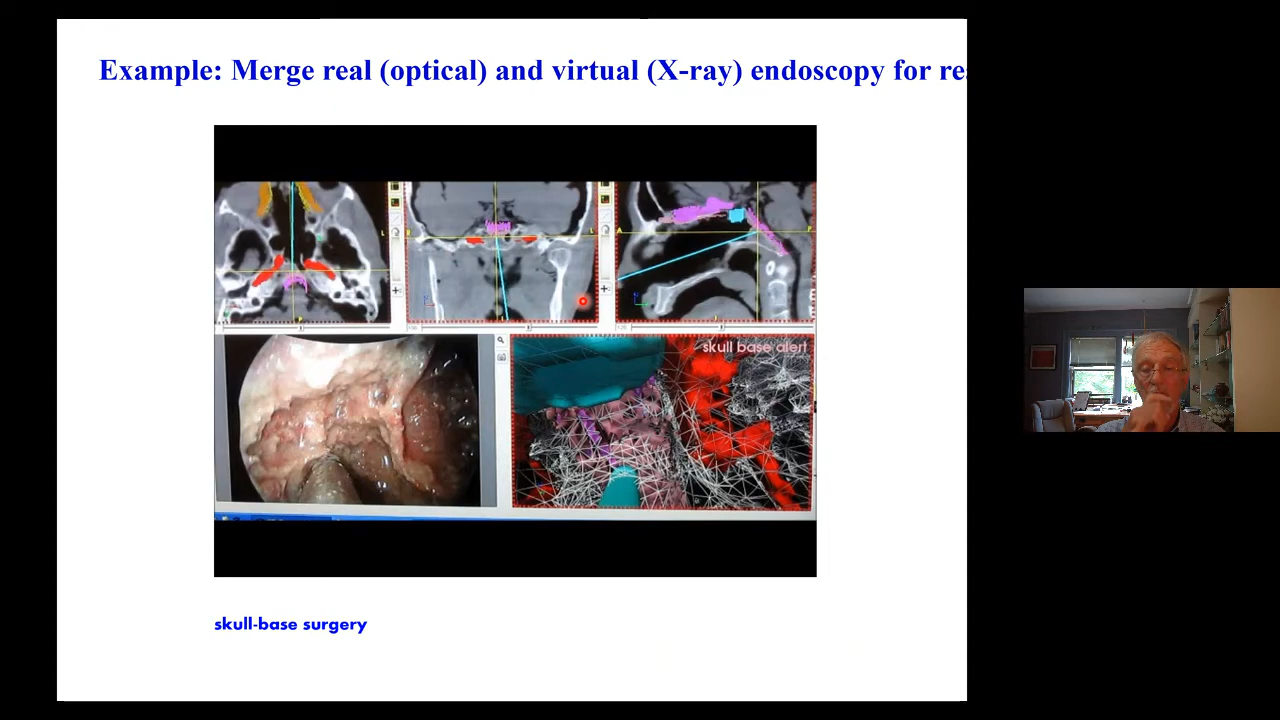 Example: Merge real (optical) and virtual (X-ray) endoscopy for re
L
R
L
A
P
skull base alert
skull-base surgery